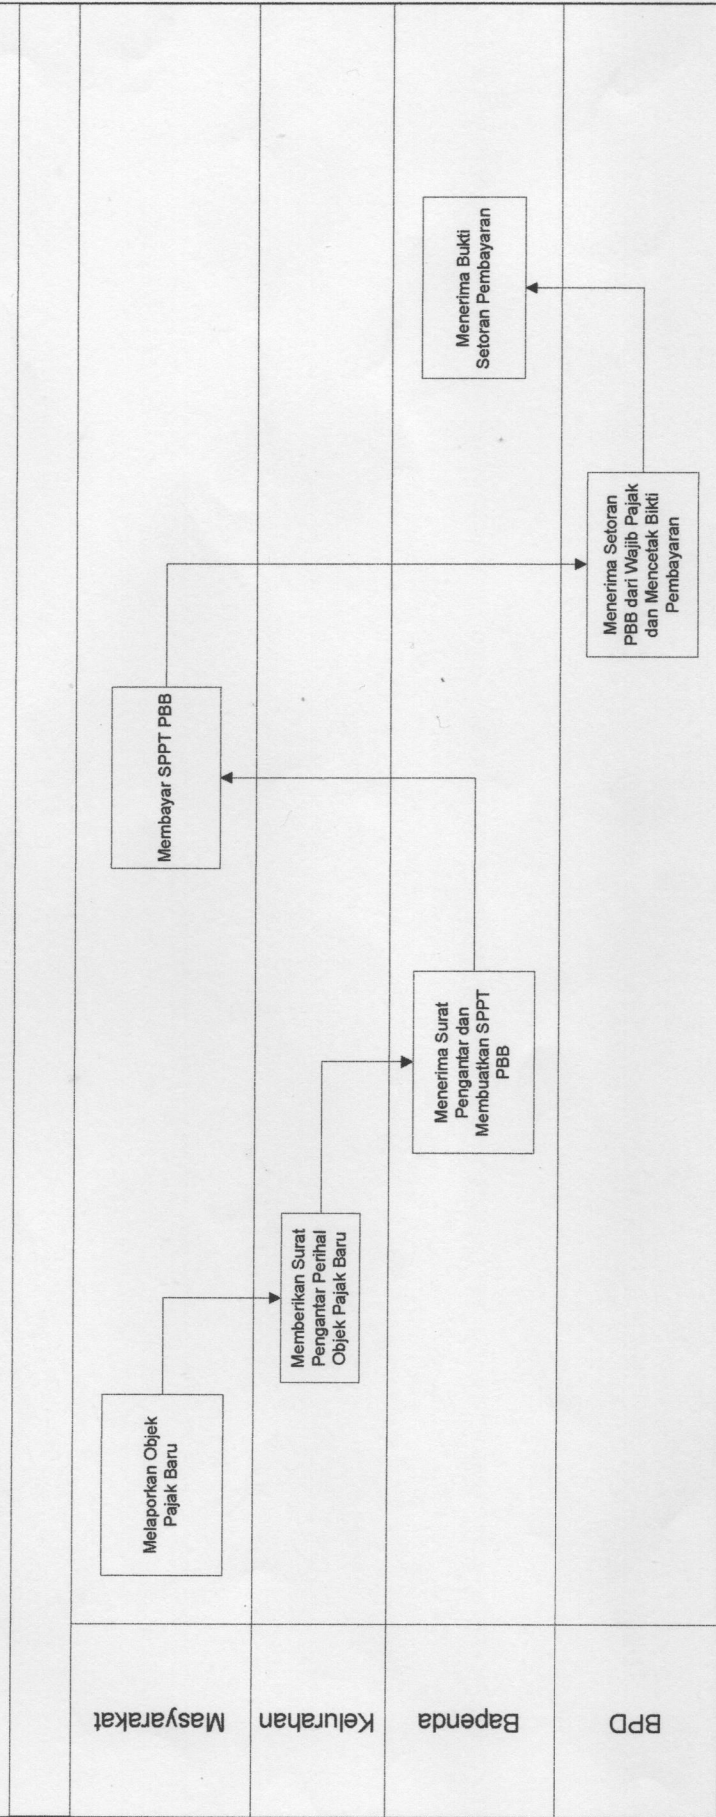 Masyarakat
Melaporkan Objek
Pajak Baru
Membayar SPPT PBB
Kelurahan
Memberikan Surat
Pengantar Perihal
Objek Pajak Baru
Bapenda
Menerima Surat
Pengantar dan
Membuatkan SPPT
PBB
Menerima Bukti
Setoran Pembayaran
BPD
Menerima Setoran
PBB dari Wajib Pajak
dan Mencetak Bikti
Pembayaran